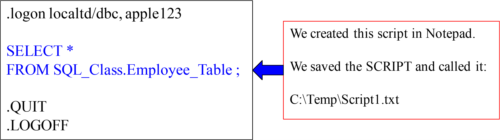 .logon localtd/dbc, apple123
SELECT *
FROM SQL_Class.Employee_Table ;
.QUIT
.LOGOFF
We created this script in Notepad.
We saved the SCRIPT and called it:
C:\Temp\Script1.txt